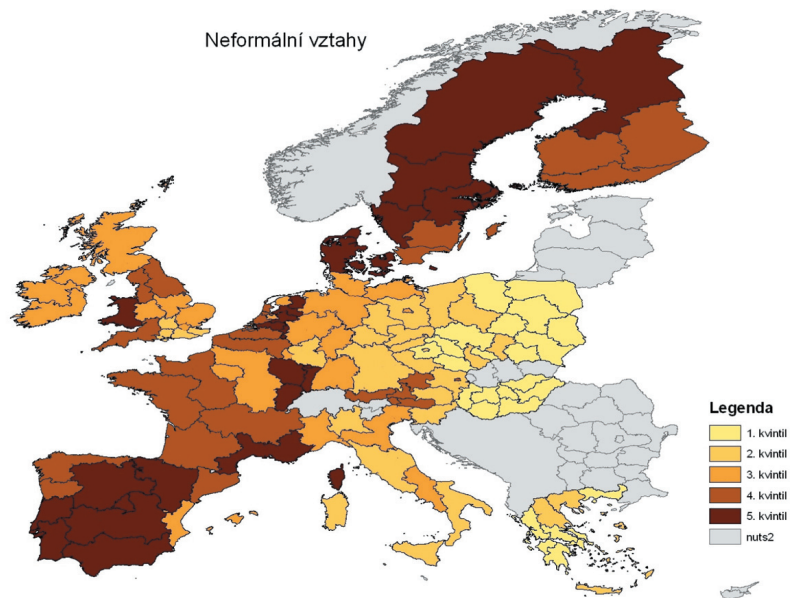 Neformální vztahy
Legenda
1. kvintil
2. kvintil
3. kvintil
4. kvintil
5. kvintil
nuts2